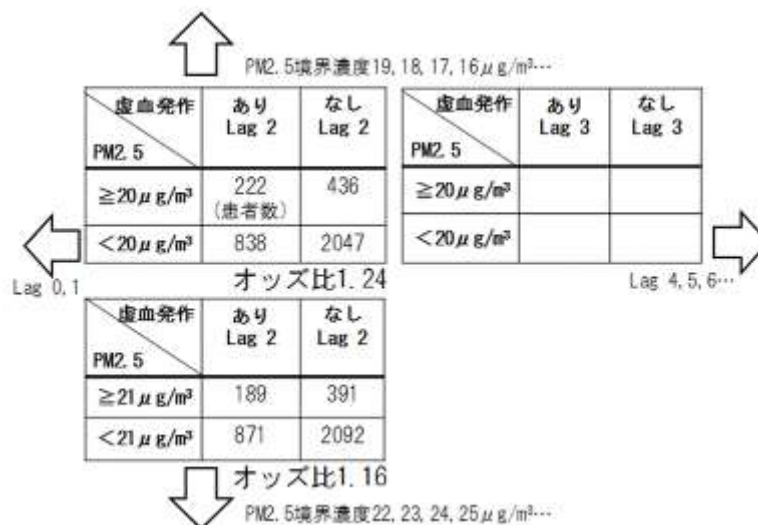 PM2.5境界濃度19,18,17,16μg/m³…
虚血発作 あり Lag 2 なし Lag 2
PM2.5
≧20μg/m³ 222 (患者数) 436
<20μg/m³ 838 2047
オッズ比1.24
虚血発作 あり Lag 3 なし Lag 3
PM2.5
≧20μg/m³
<20μg/m³
Lag 0,1
Lag 4,5,6…
虚血発作 あり Lag 2 なし Lag 2
PM2.5
≧21μg/m³ 189 391
<21μg/m³ 871 2092
オッズ比1.16
PM2.5境界濃度22,23,24,25μg/m³…